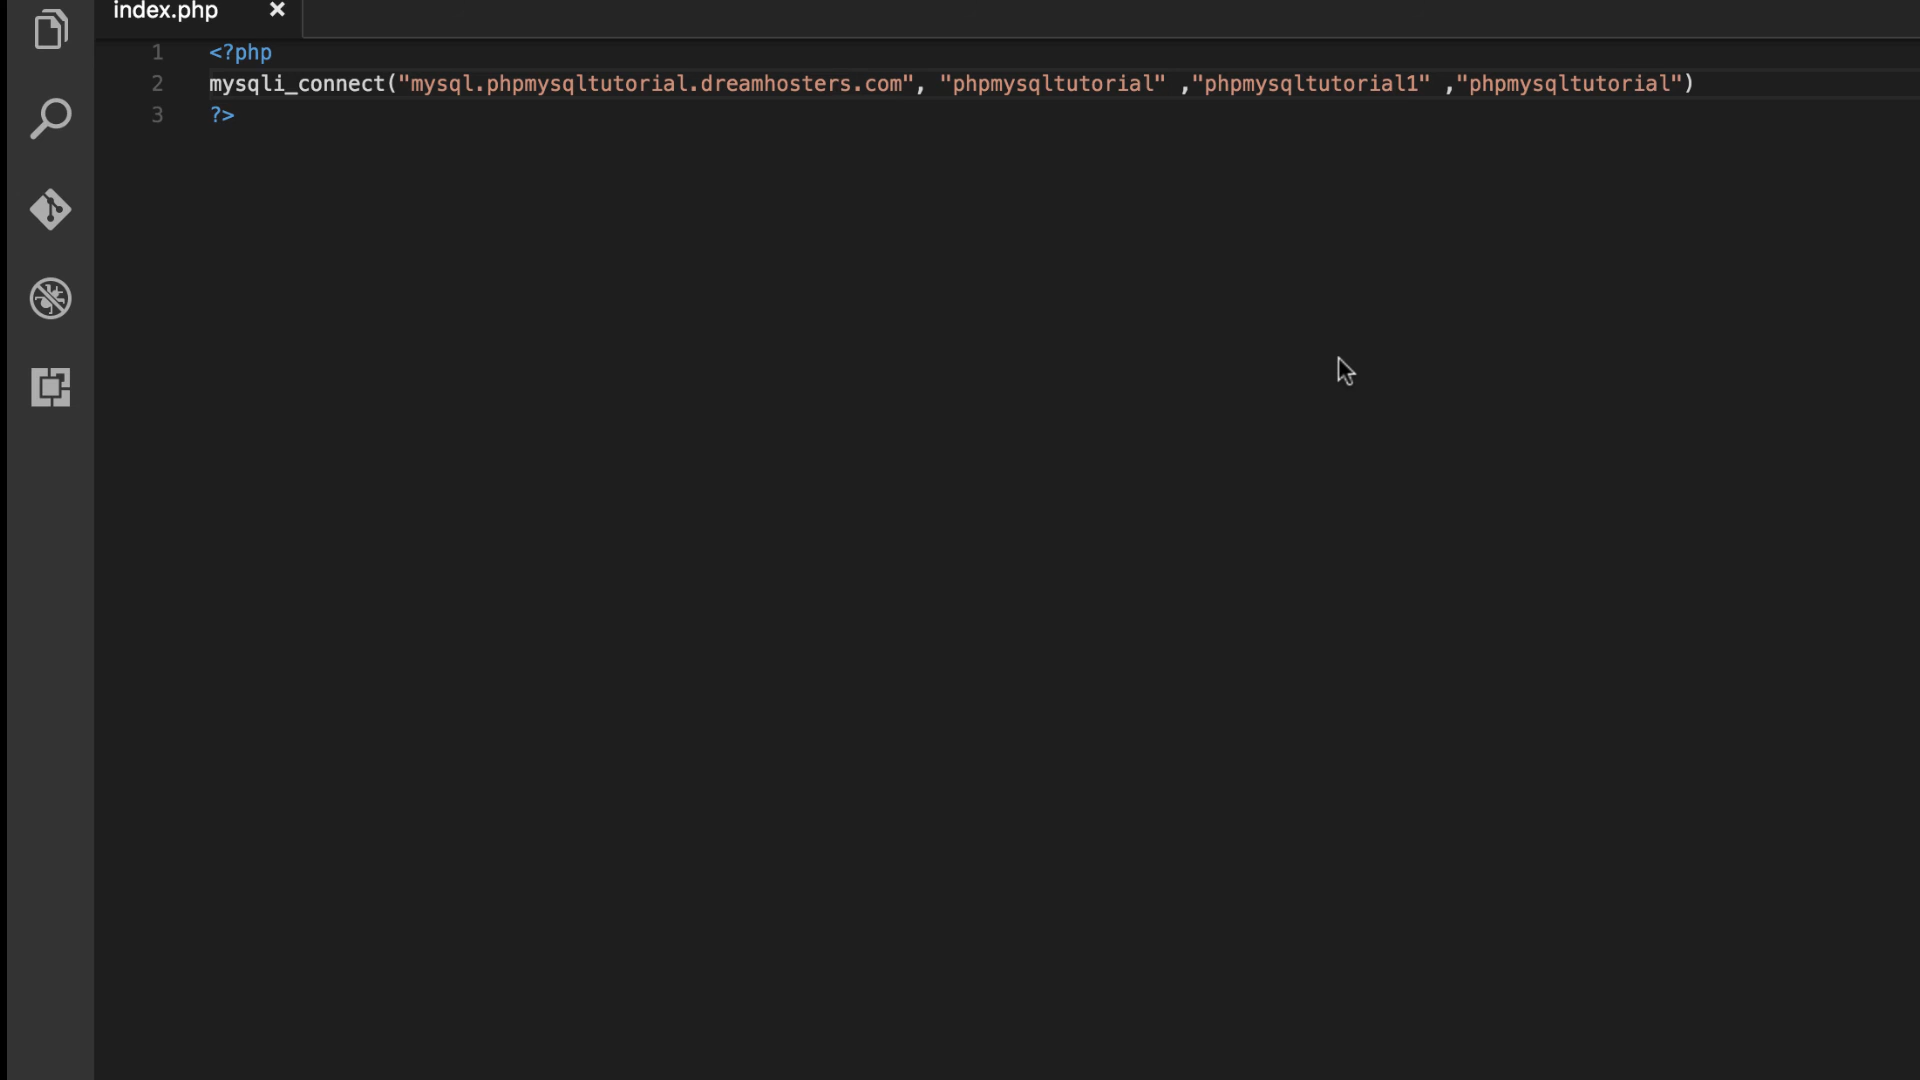 index.php
1 <?php
2 mysqli_connect("mysql.phpmysqltutorial.dreamhosters.com", "phpmysqltutorial" ,"phpmysqltutorial1" ,"phpmysqltutorial")
3 ?>